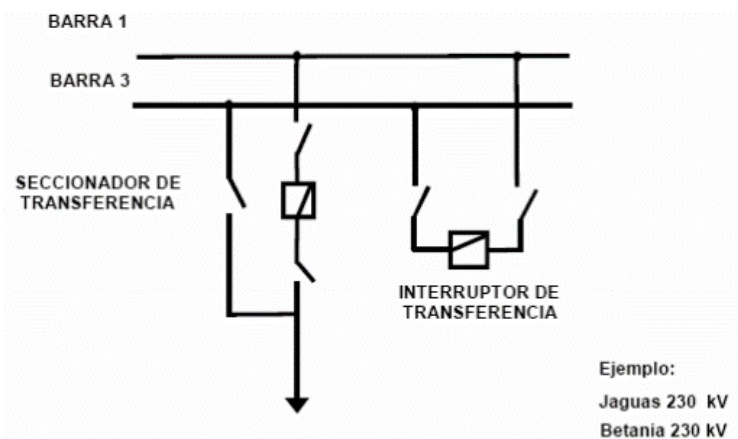 BARRA 1
BARRA 3
SECCIONADOR DE
TRANSFERENCIA
INTERRUPTOR DE
TRANSFERENCIA
Ejemplo:
Jaguas 230 kV
Betania 230 kV